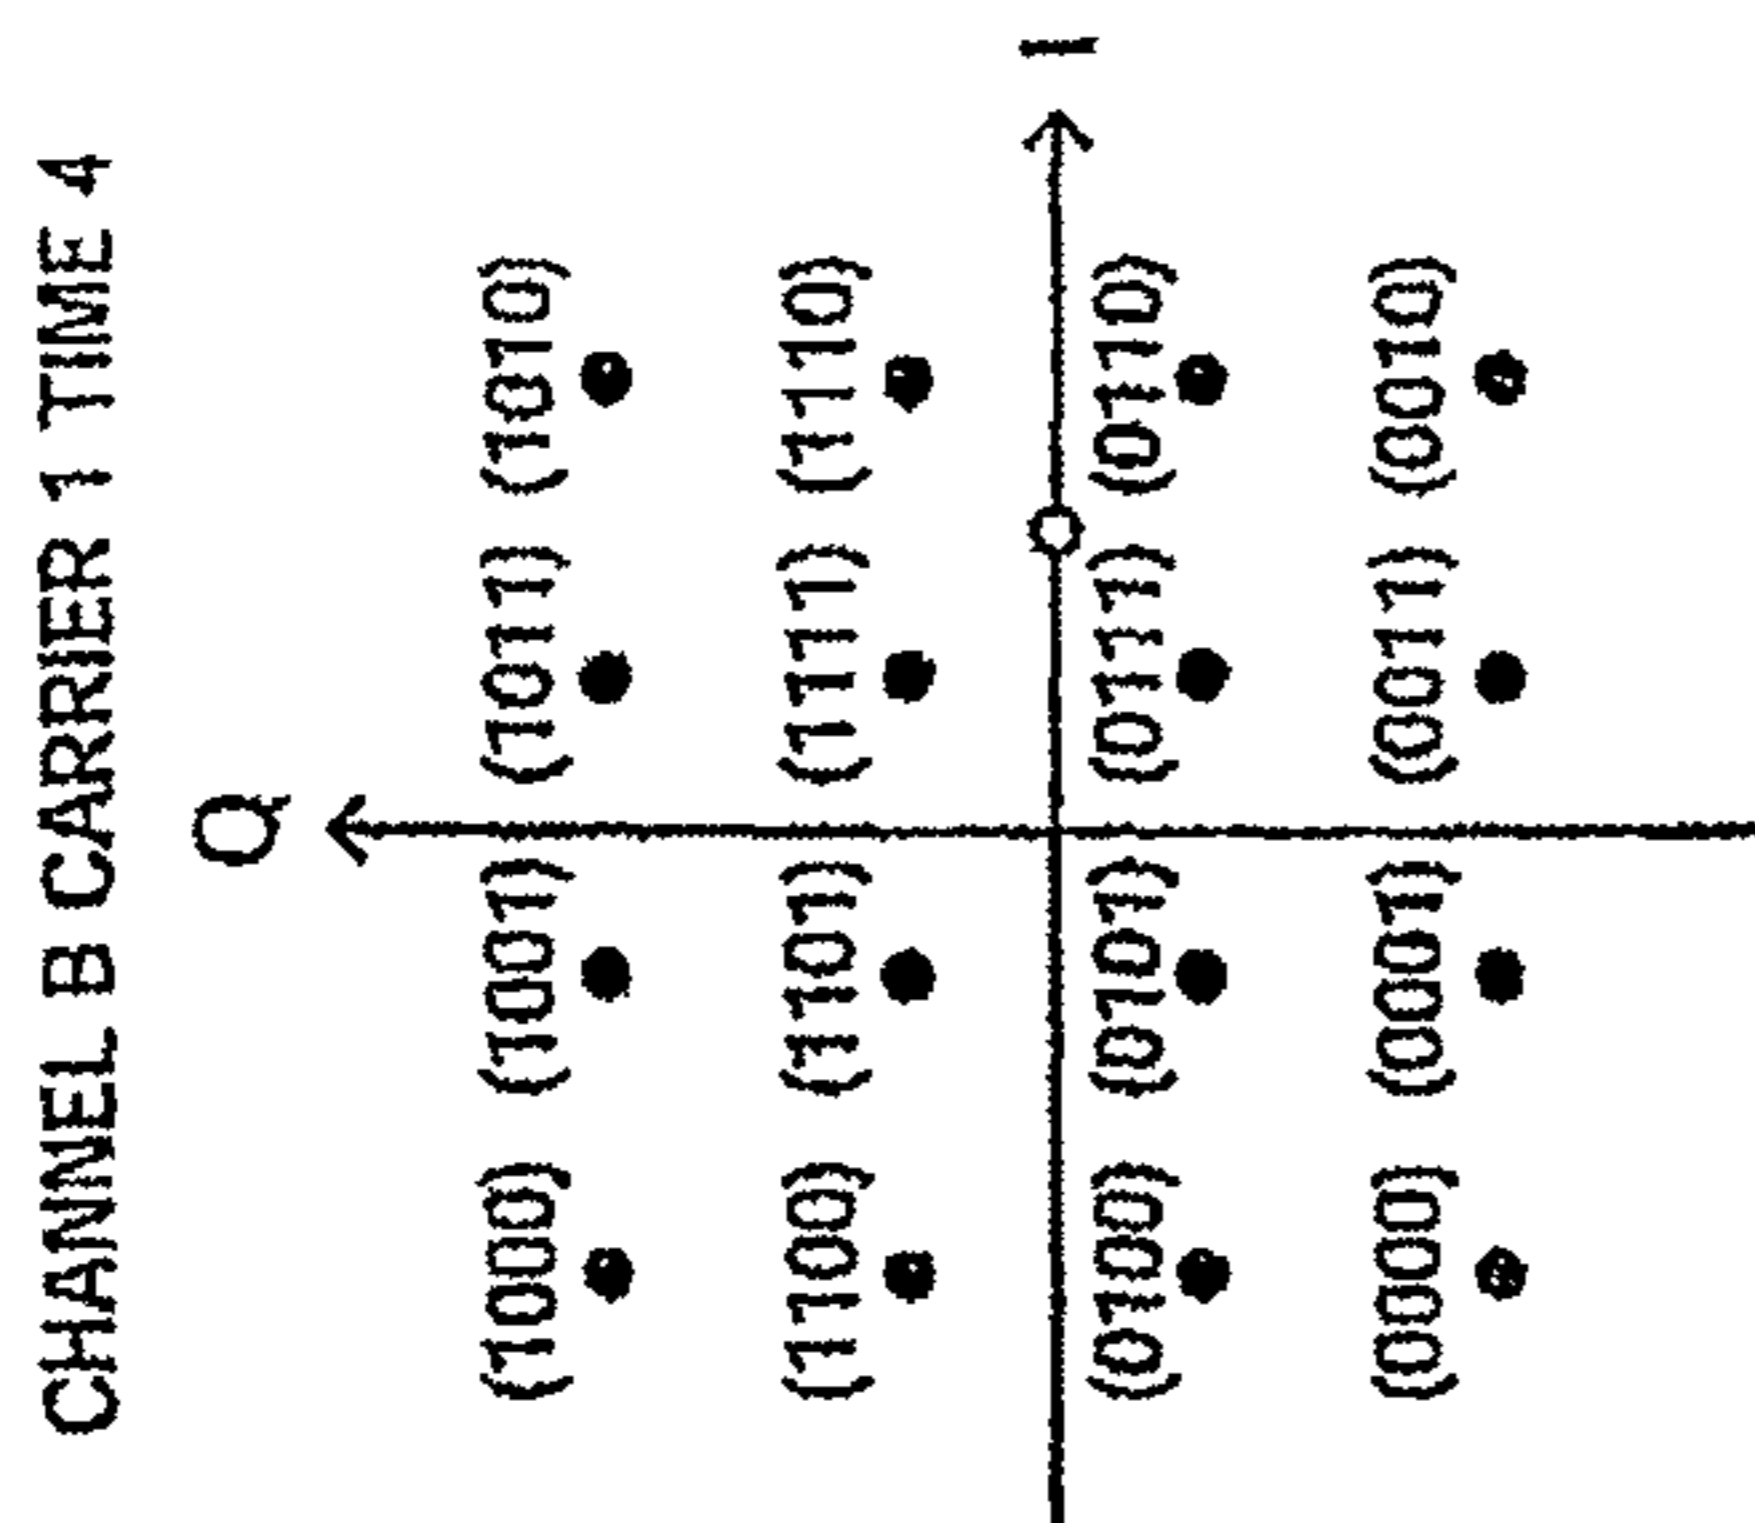 CHANNEL B CARRIER 1 TIME 4
Q
(1000) (1001) (1011) (1010)
(1100) (1101) (1111) (1110)
I
(0100) (0101) (0111) (0110)
(0000) (0001) (0011) (0010)